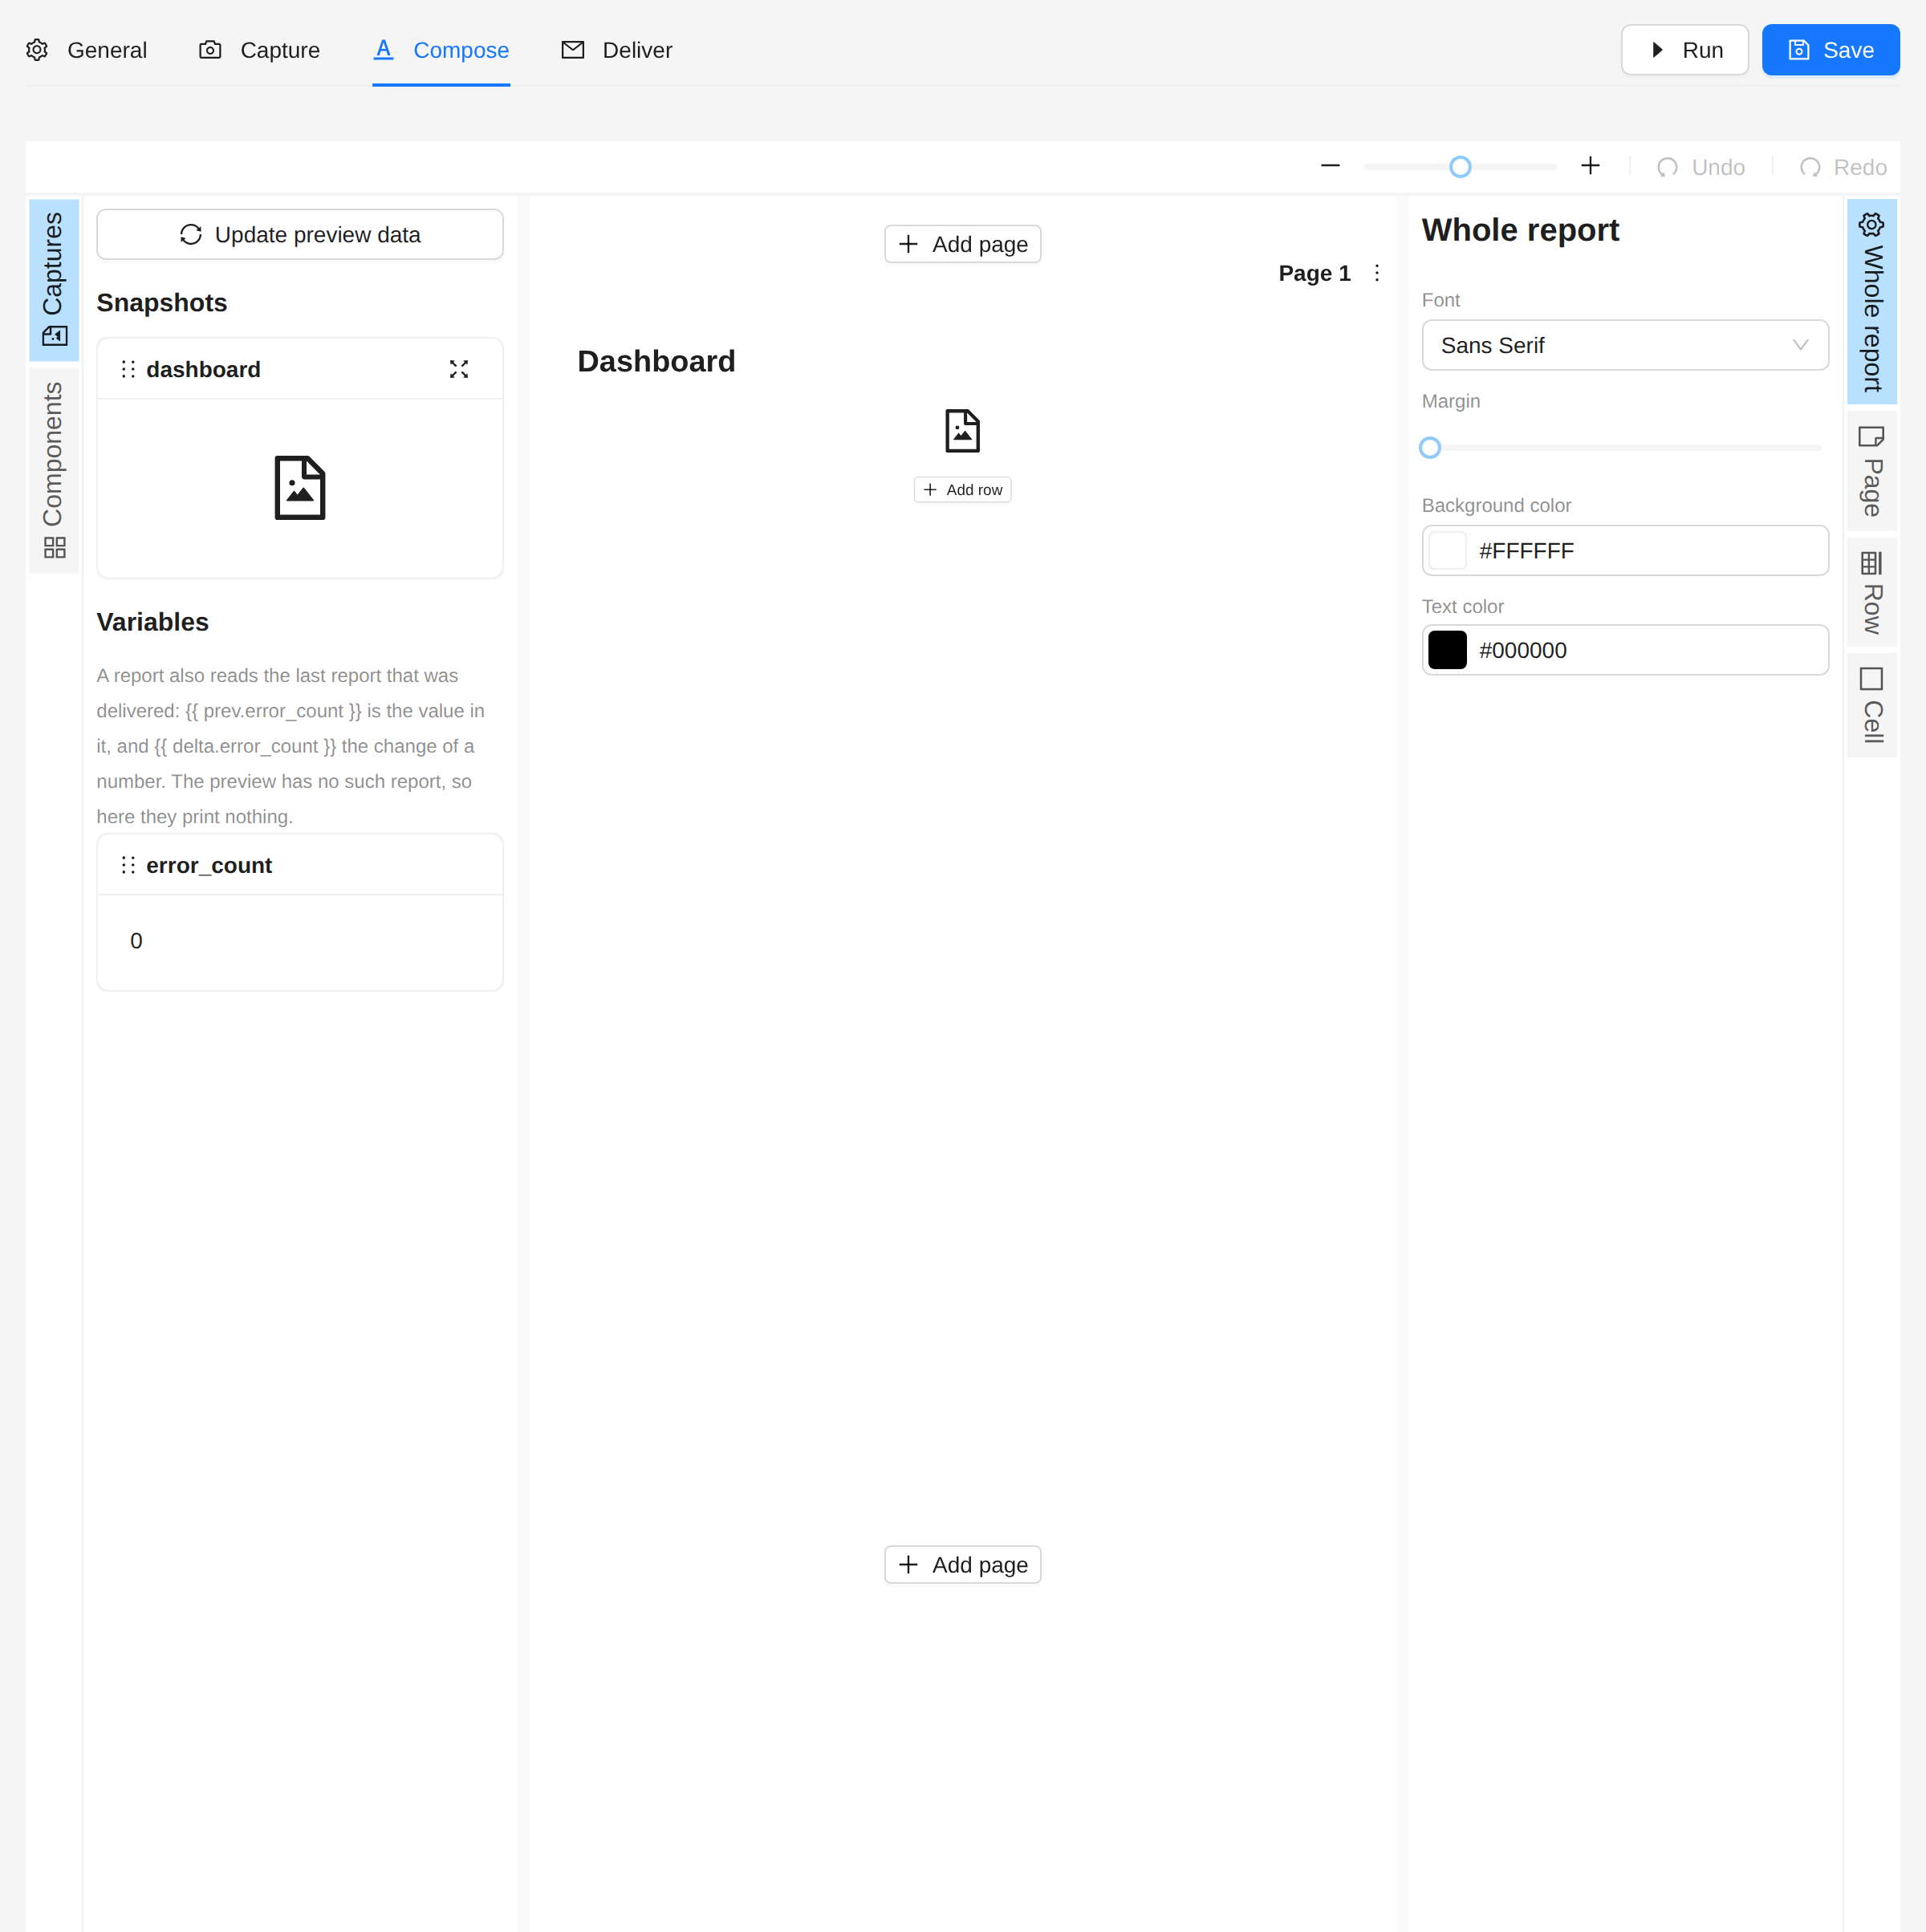 General
Capture
Compose
Deliver
Run
Save
Undo
Redo
Captures
Components
Update preview data
Snapshots
dashboard
Variables
A report also reads the last report that was
delivered: {{ prev.error_count }} is the value in
it, and {{ delta.error_count }} the change of a
number. The preview has no such report, so
here they print nothing.
error_count
0
Add page
Page 1
Dashboard
Add row
Add page
Whole report
Font
Sans Serif
Margin
Background color
#FFFFFF
Text color
#000000
Whole report
Page
Row
Cell